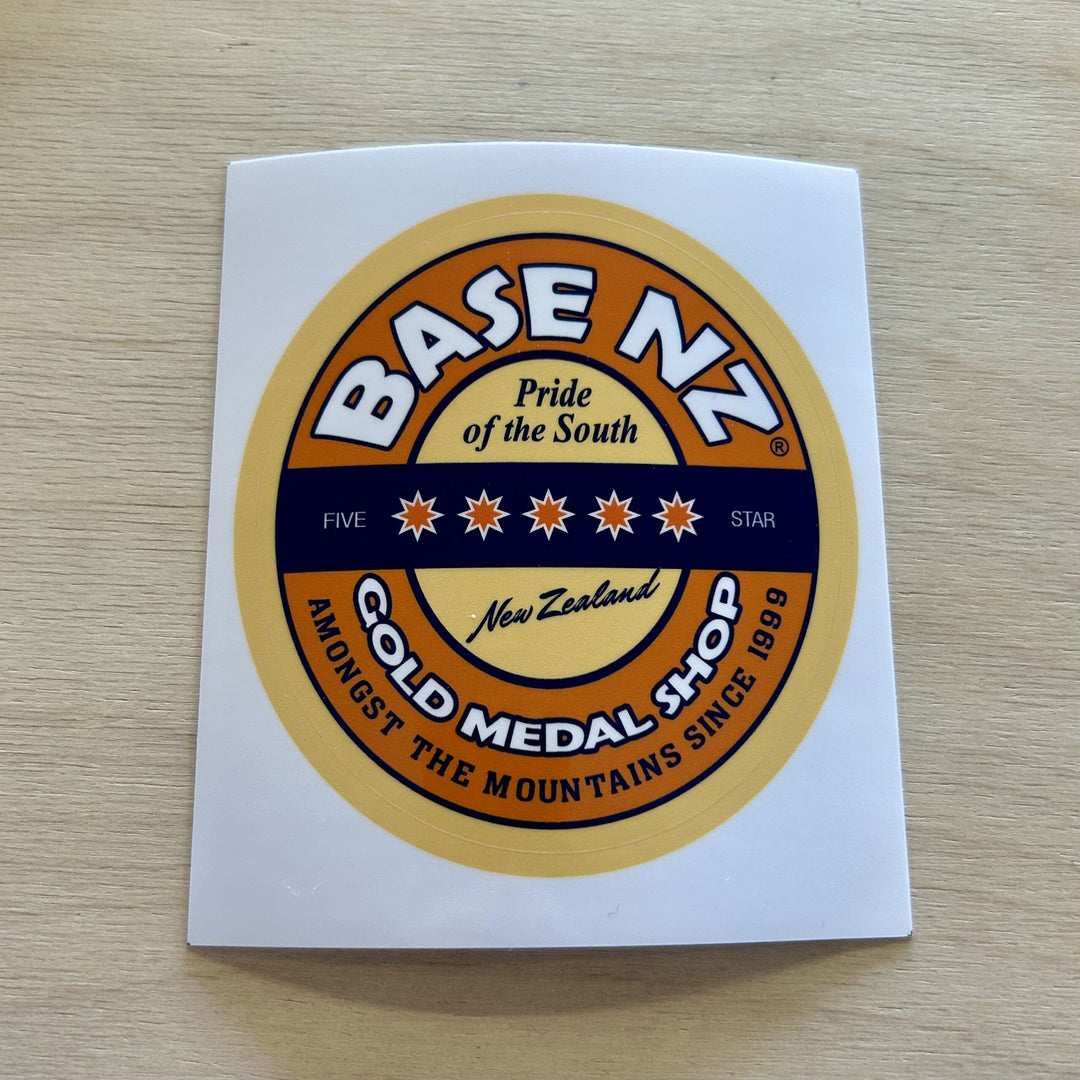 BASE NZ ®
Pride
of the South
FIVE STAR
New Zealand
GOLD MEDAL SHOP
AMONGST THE MOUNTAINS SINCE 1999